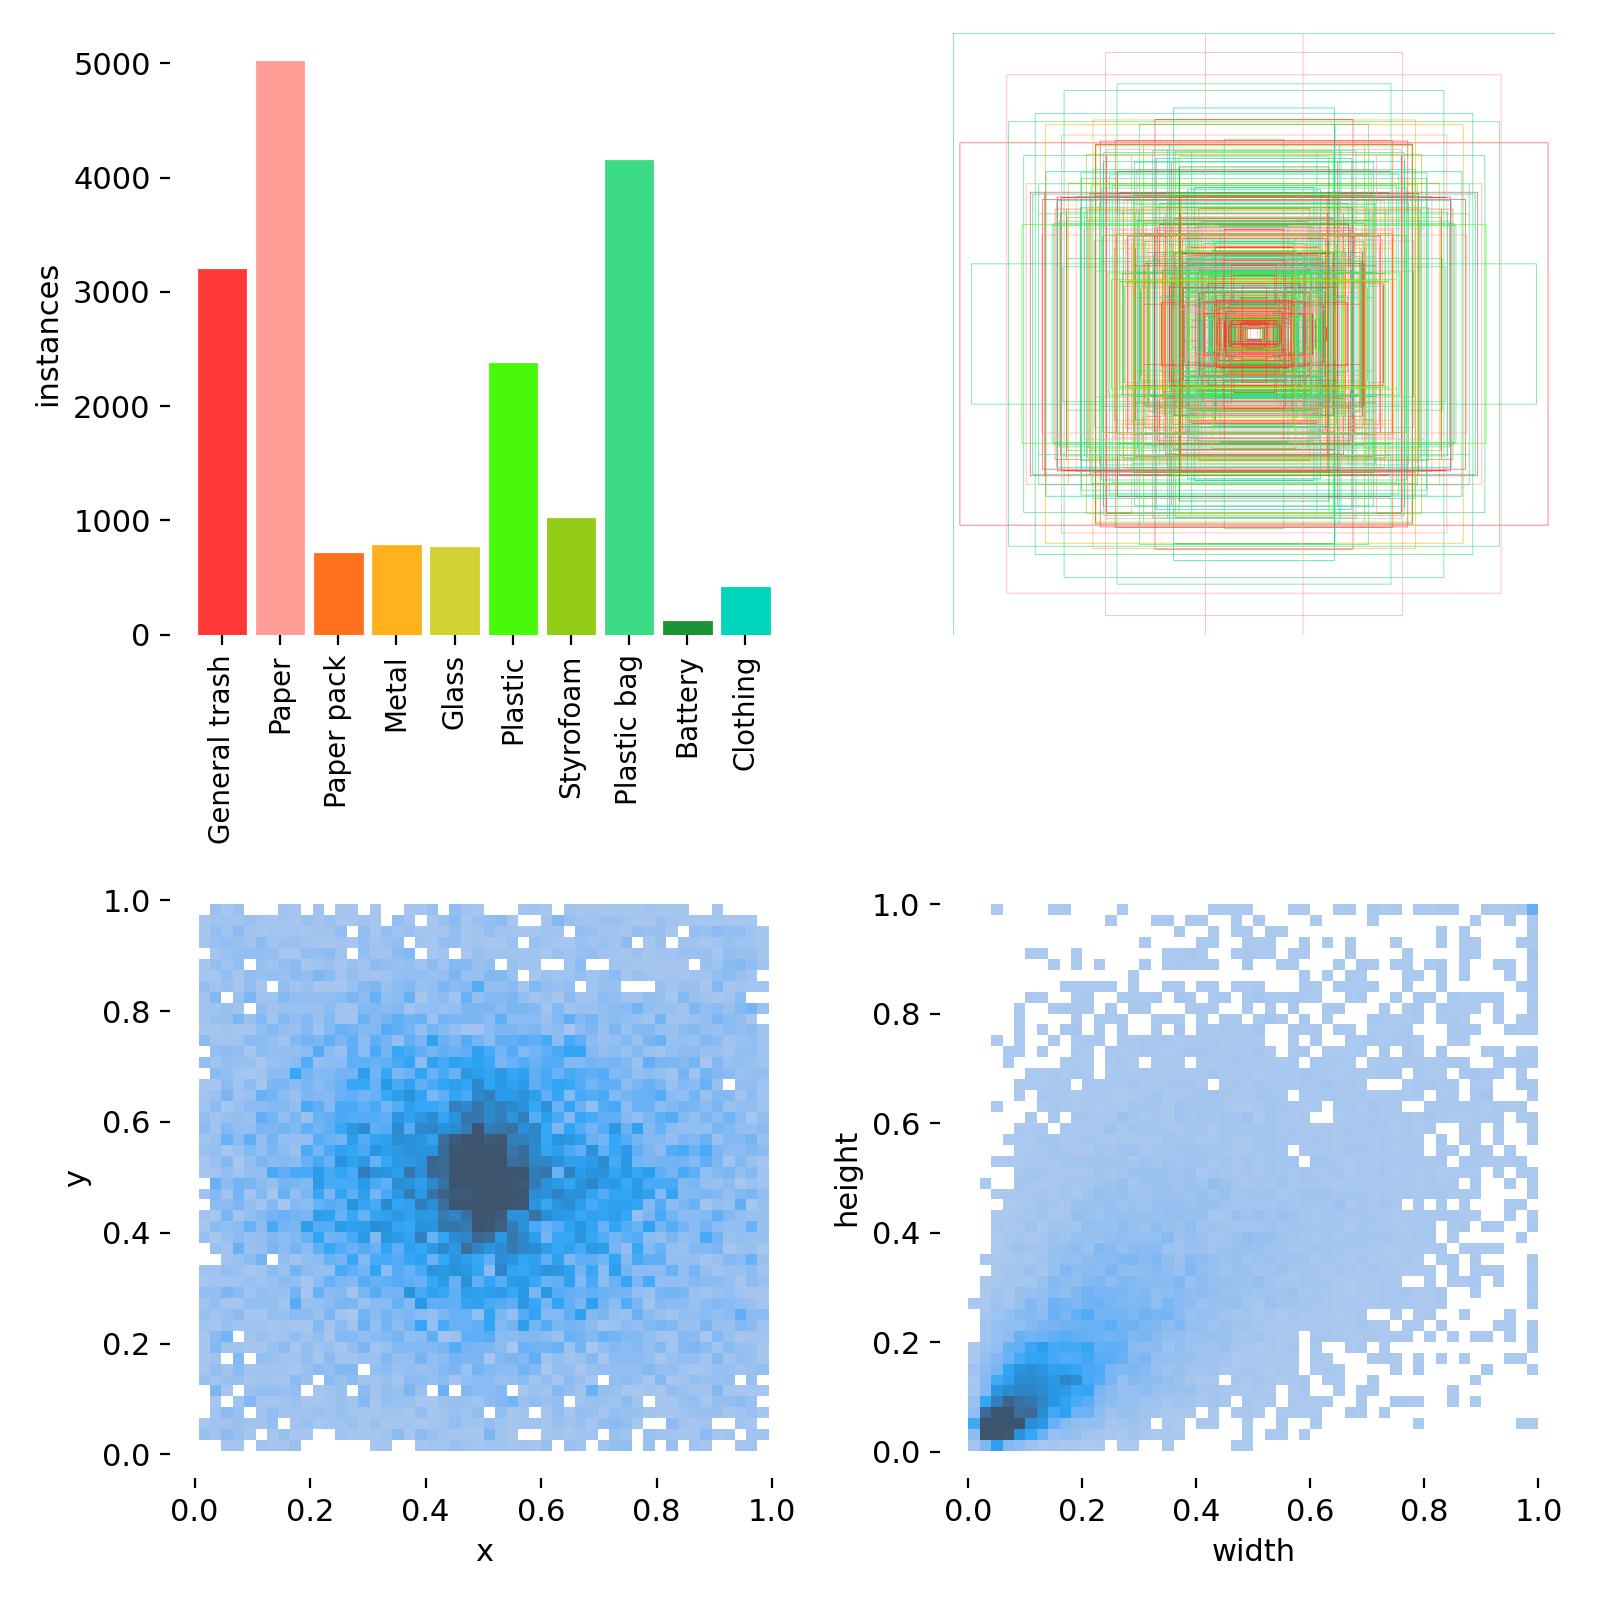 5000
4000
3000
2000
1000
0
instances
General trash
Paper
Paper pack
Metal
Glass
Plastic
Styrofoam
Plastic bag
Battery
Clothing
1.0
0.8
0.6
0.4
0.2
0.0
y
0.0 0.2 0.4 0.6 0.8 1.0
x
1.0
0.8
0.6
0.4
0.2
0.0
height
0.0 0.2 0.4 0.6 0.8 1.0
width